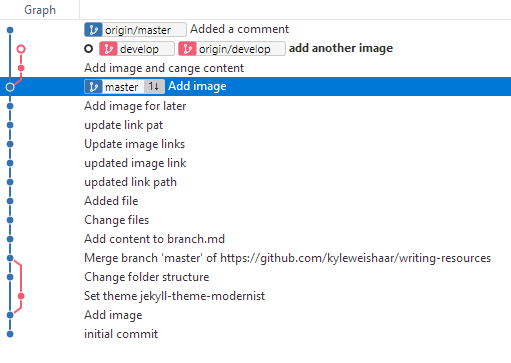 Graph
origin/master Added a comment
develop origin/develop add another image
Add image and cange content
master 1↓ Add image
Add image for later
update link pat
Update image links
updated image link
updated link path
Added file
Change files
Add content to branch.md
Merge branch 'master' of https://github.com/kyleweishaar/writing-resources
Change folder structure
Set theme jekyll-theme-modernist
Add image
initial commit